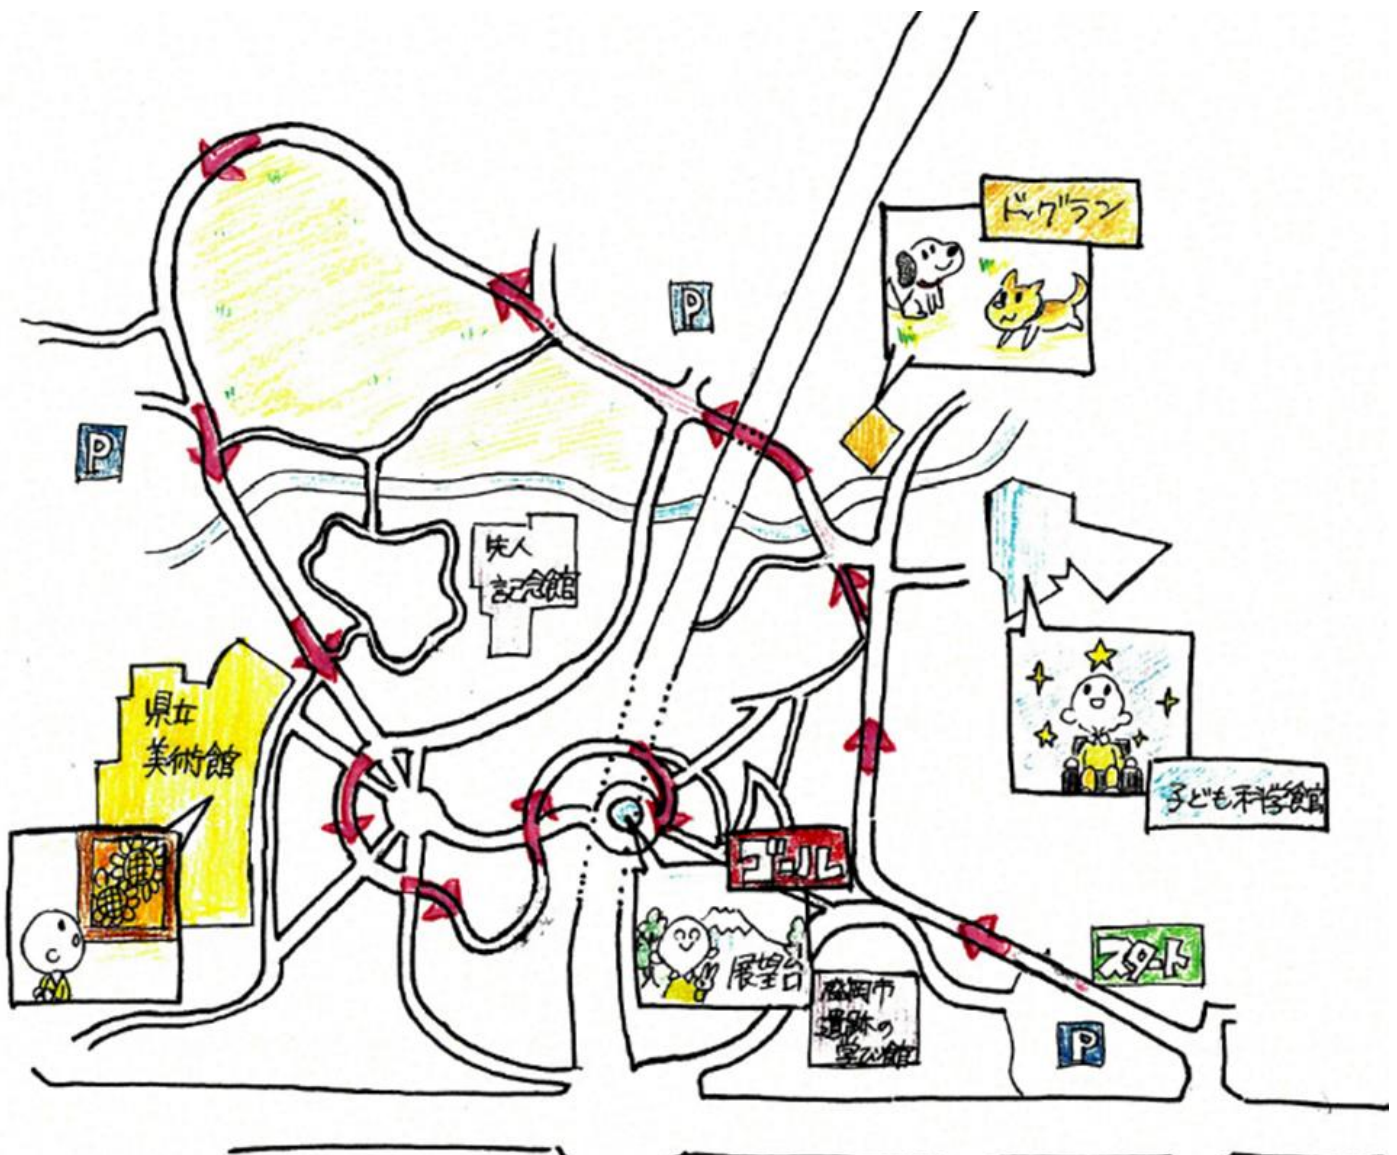 ドッグラン
P
P
先人
記念館
県立
美術館
子ども科学館
ゴール
スタート
展望台
盛岡市
遺跡の
学び館
P